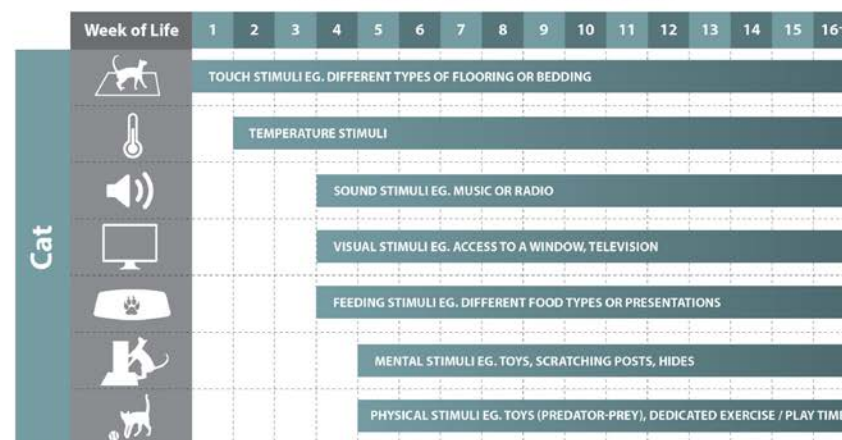 Week of Life 1 2 3 4 5 6 7 8 9 10 11 12 13 14 15 16+
Cat
TOUCH STIMULI EG. DIFFERENT TYPES OF FLOORING OR BEDDING
TEMPERATURE STIMULI
SOUND STIMULI EG. MUSIC OR RADIO
VISUAL STIMULI EG. ACCESS TO A WINDOW, TELEVISION
FEEDING STIMULI EG. DIFFERENT FOOD TYPES OR PRESENTATIONS
MENTAL STIMULI EG. TOYS, SCRATCHING POSTS, HIDES
PHYSICAL STIMULI EG. TOYS (PREDATOR-PREY), DEDICATED EXERCISE / PLAY TIME